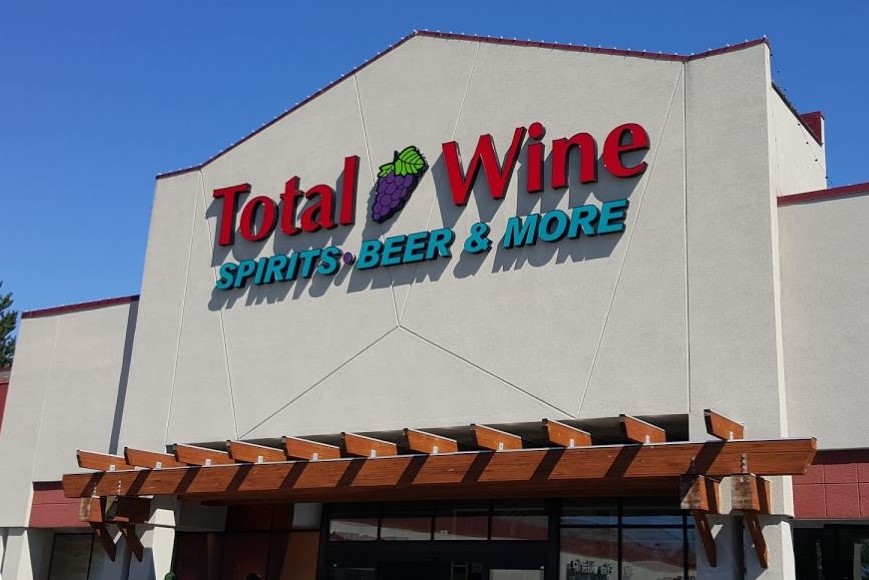 Total Wine
SPIRITS • BEER & MORE